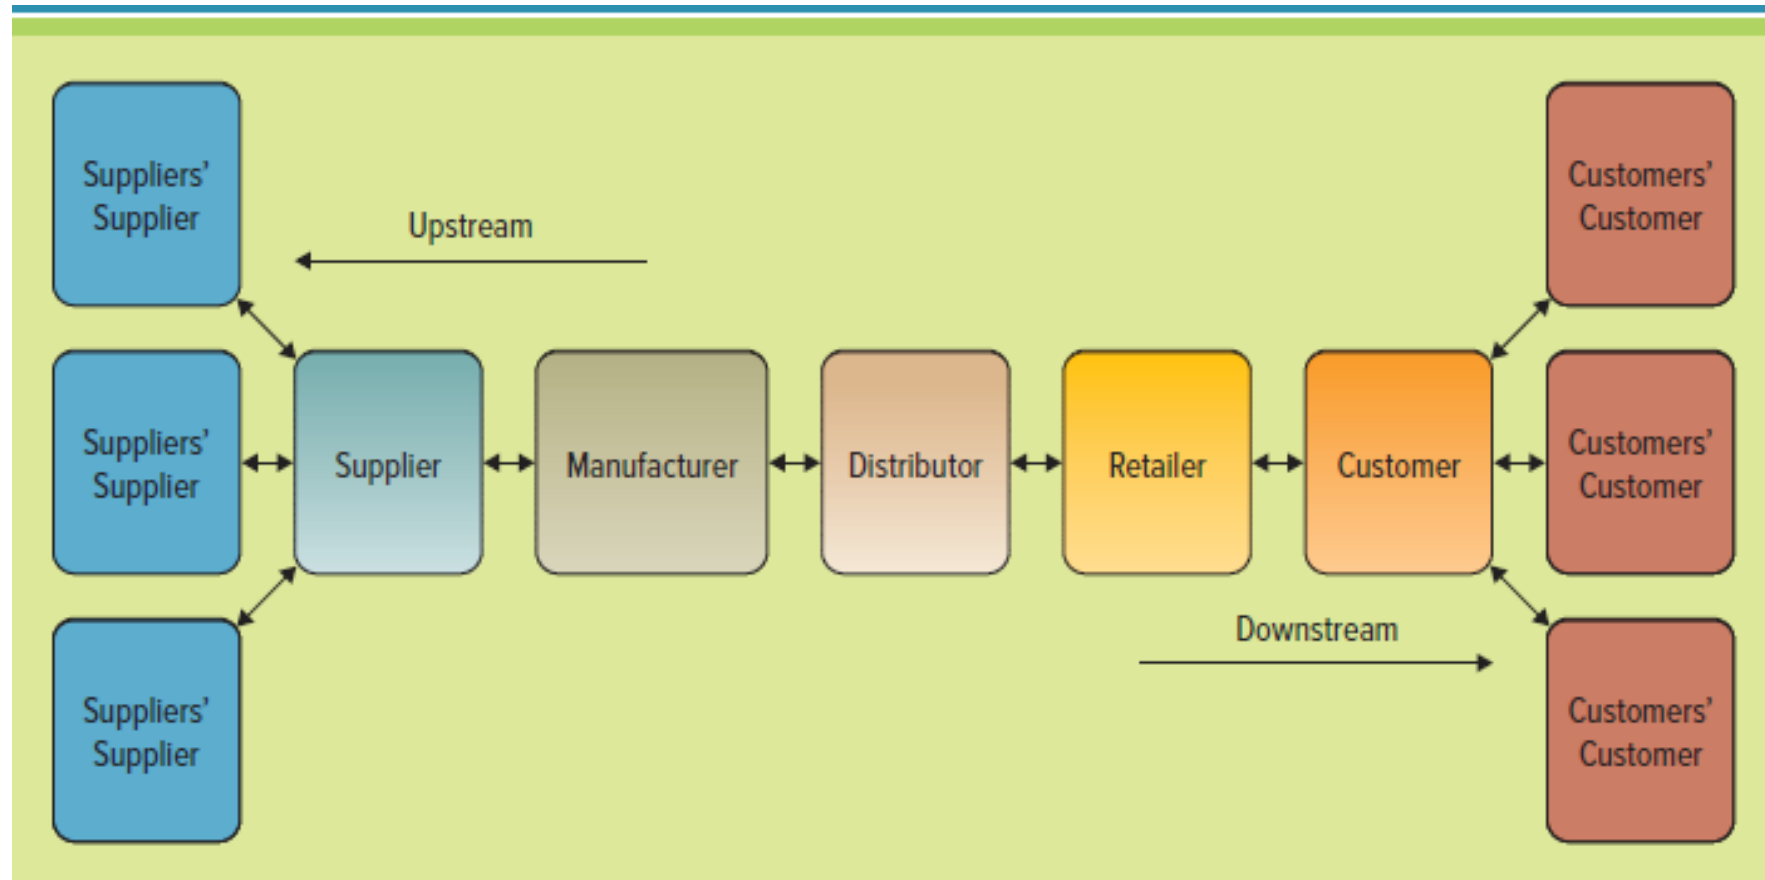 Suppliers’
Supplier
Customers’
Customer
Upstream
Suppliers’
Supplier
Supplier
Manufacturer
Distributor
Retailer
Customer
Customers’
Customer
Downstream
Suppliers’
Supplier
Customers’
Customer